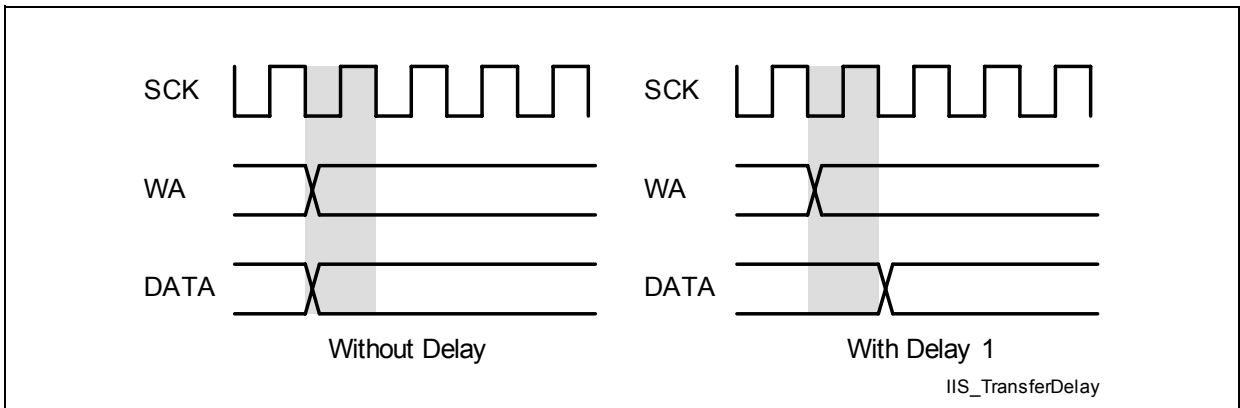 SCK SCK
WA WA
DATA DATA
Without Delay With Delay 1
IIS_TransferDelay